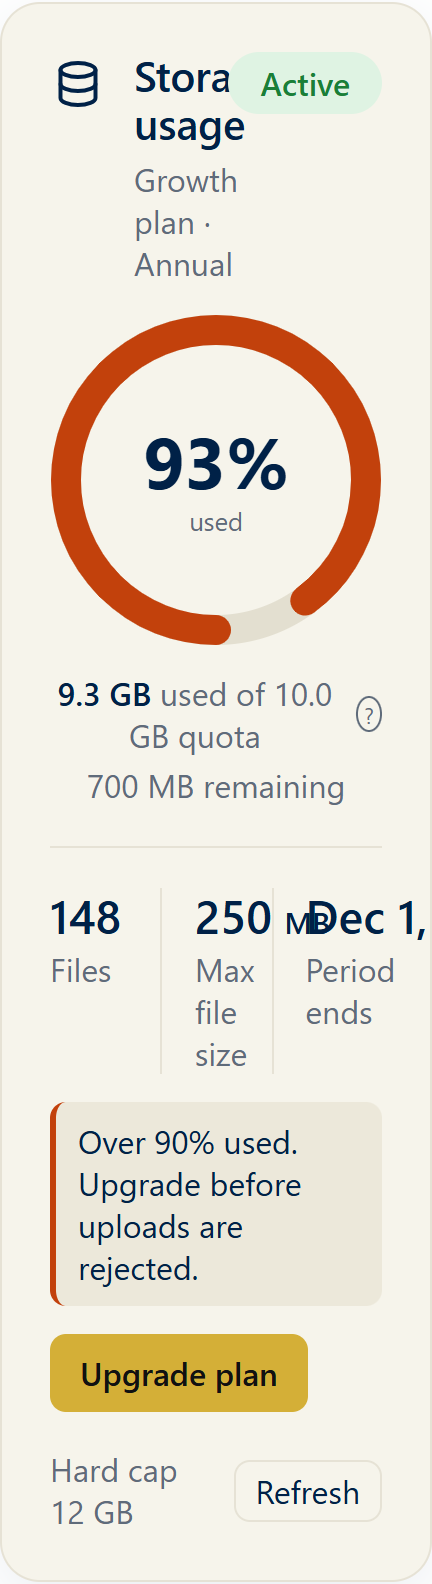 Stora
usage
Active
Growth
plan ·
Annual
93%
used
9.3 GB used of 10.0
GB quota
?
700 MB remaining
148
Files
250 MB
Max
file
size
Dec 1,
Period
ends
Over 90% used.
Upgrade before
uploads are
rejected.
Upgrade plan
Hard cap
12 GB
Refresh